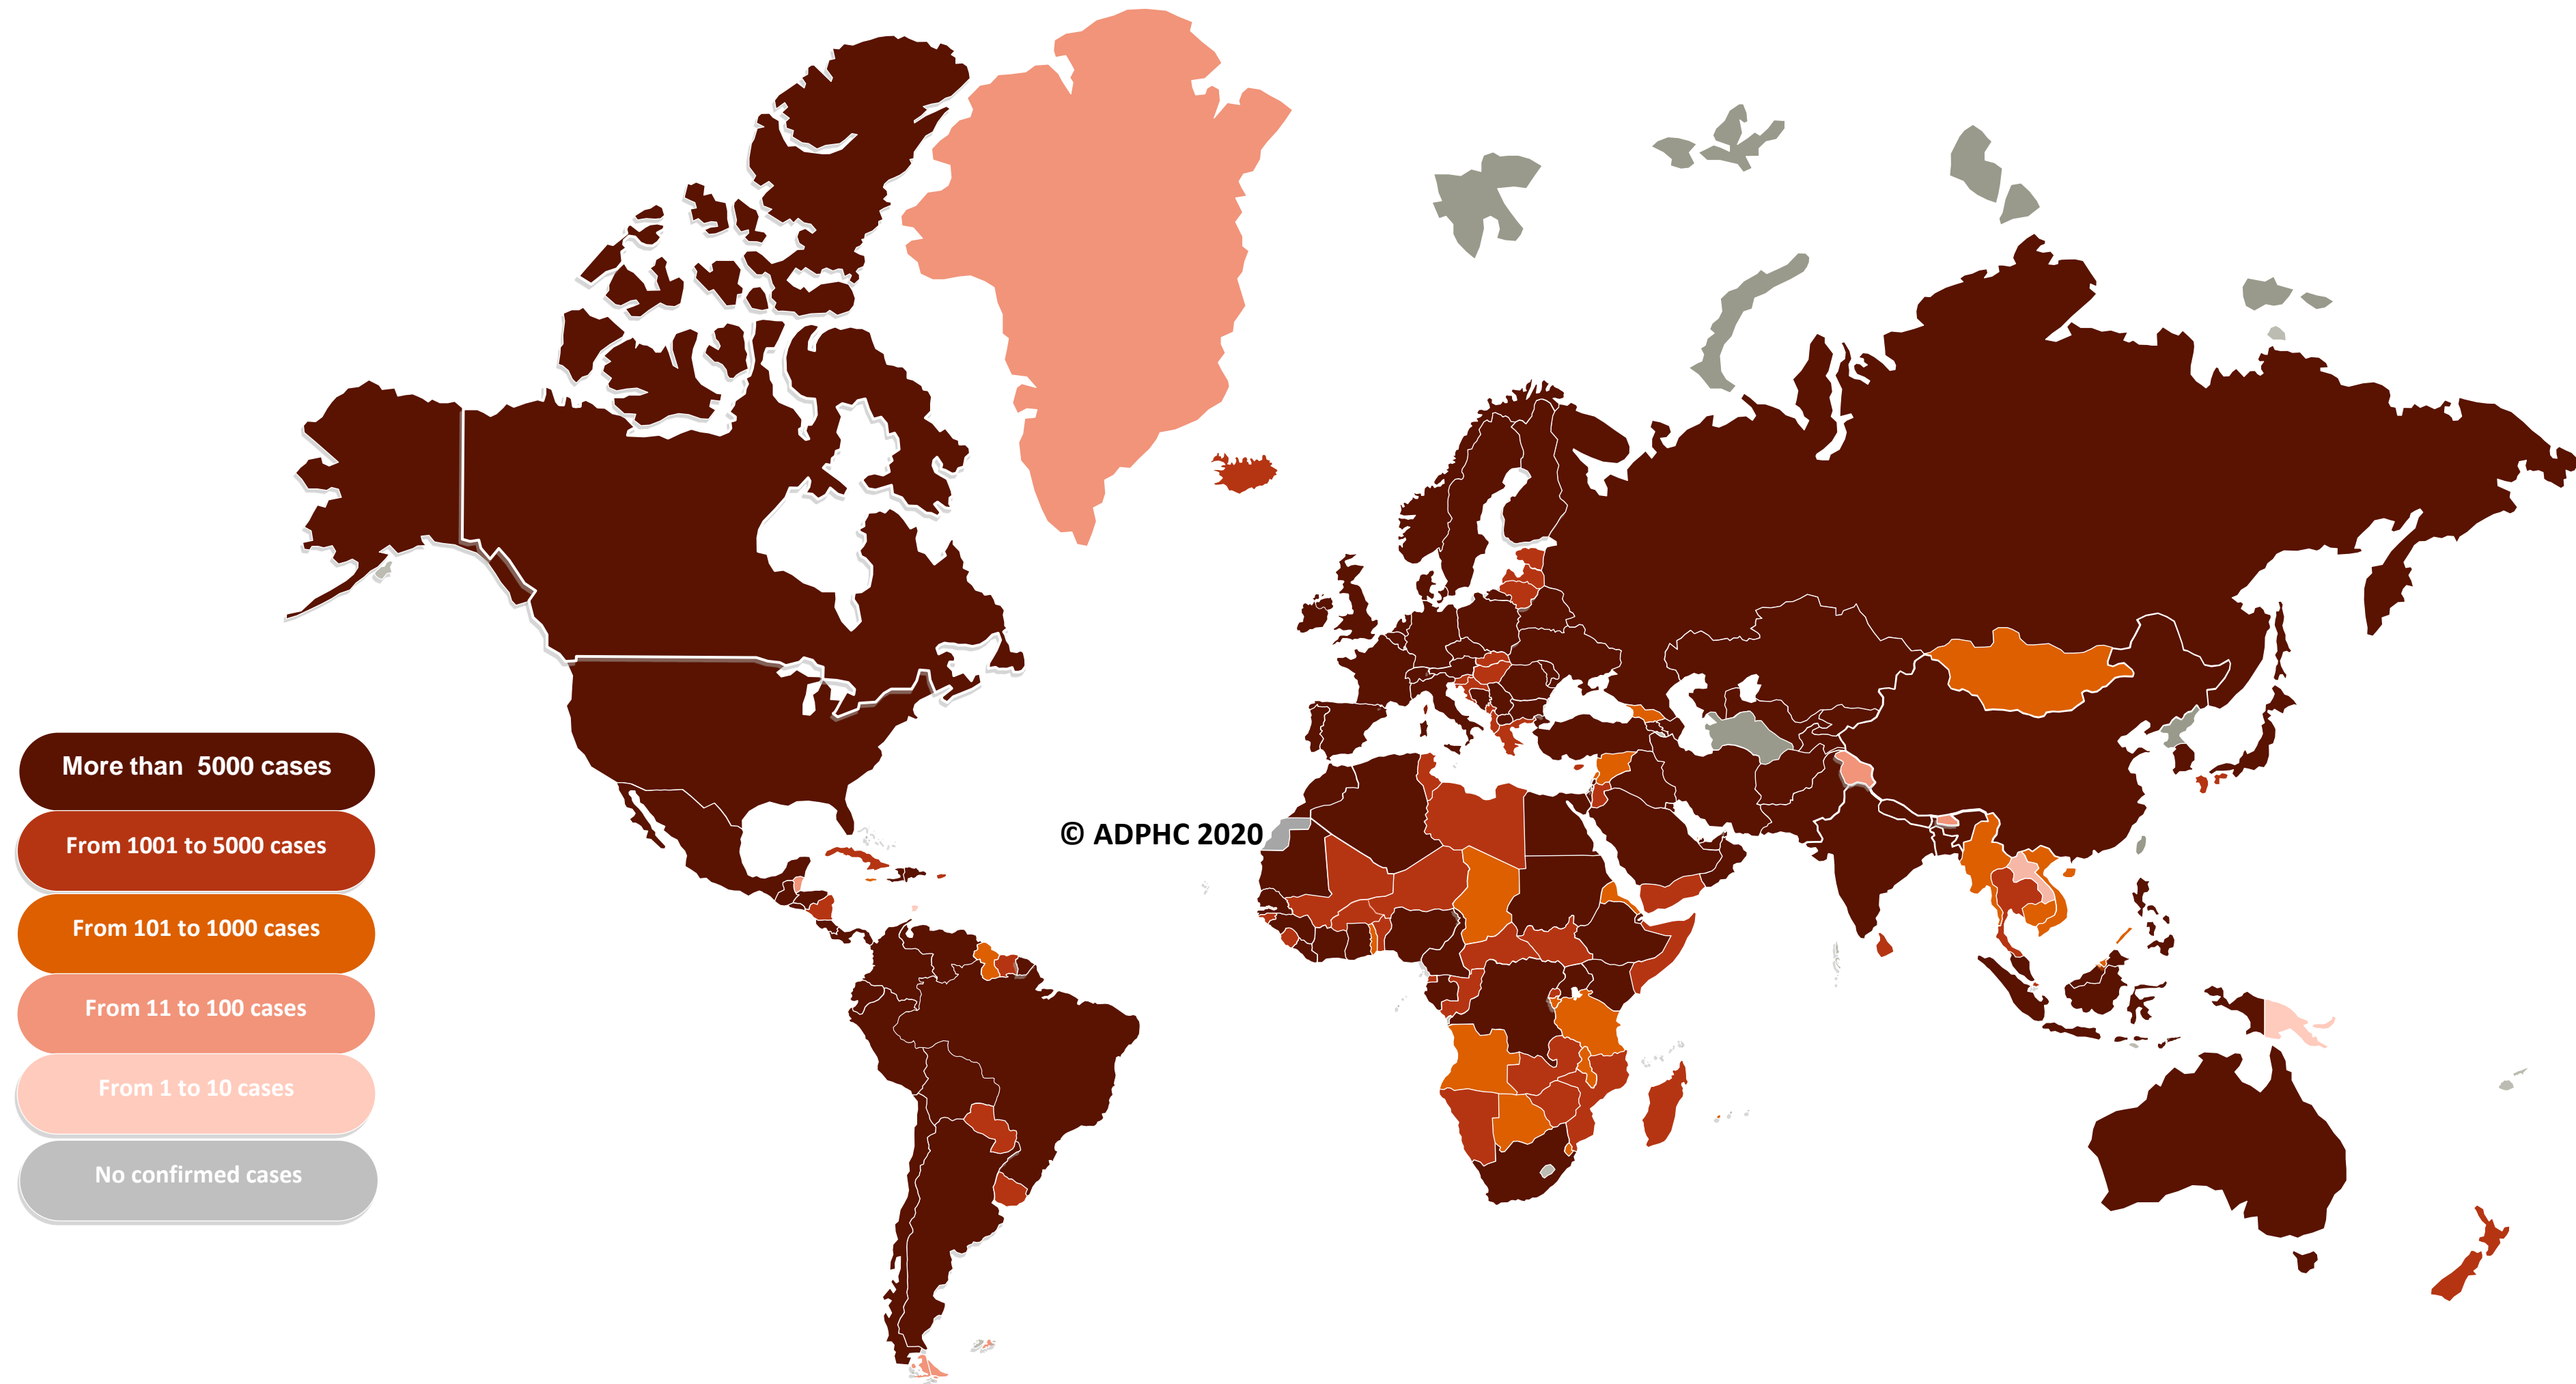 More than  5000 cases
From 1001 to 5000 cases
© ADPHC 2020
From 101 to 1000 cases
From 11 to 100 cases
From 1 to 10 cases
No confirmed cases